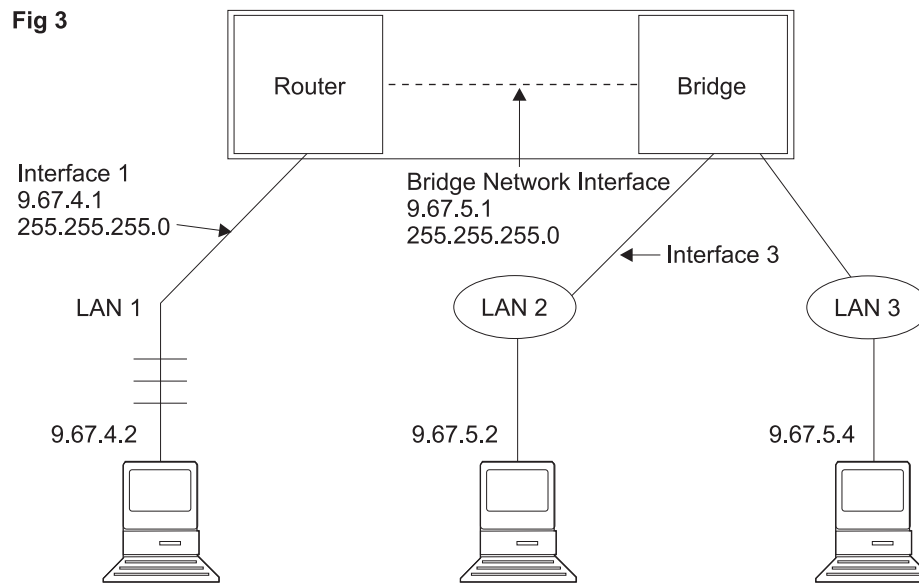 Fig 3
Router
Bridge
Interface 1
9.67.4.1
255.255.255.0
Bridge Network Interface
9.67.5.1
255.255.255.0
Interface 3
LAN 1
LAN 2
LAN 3
9.67.4.2
9.67.5.2
9.67.5.4